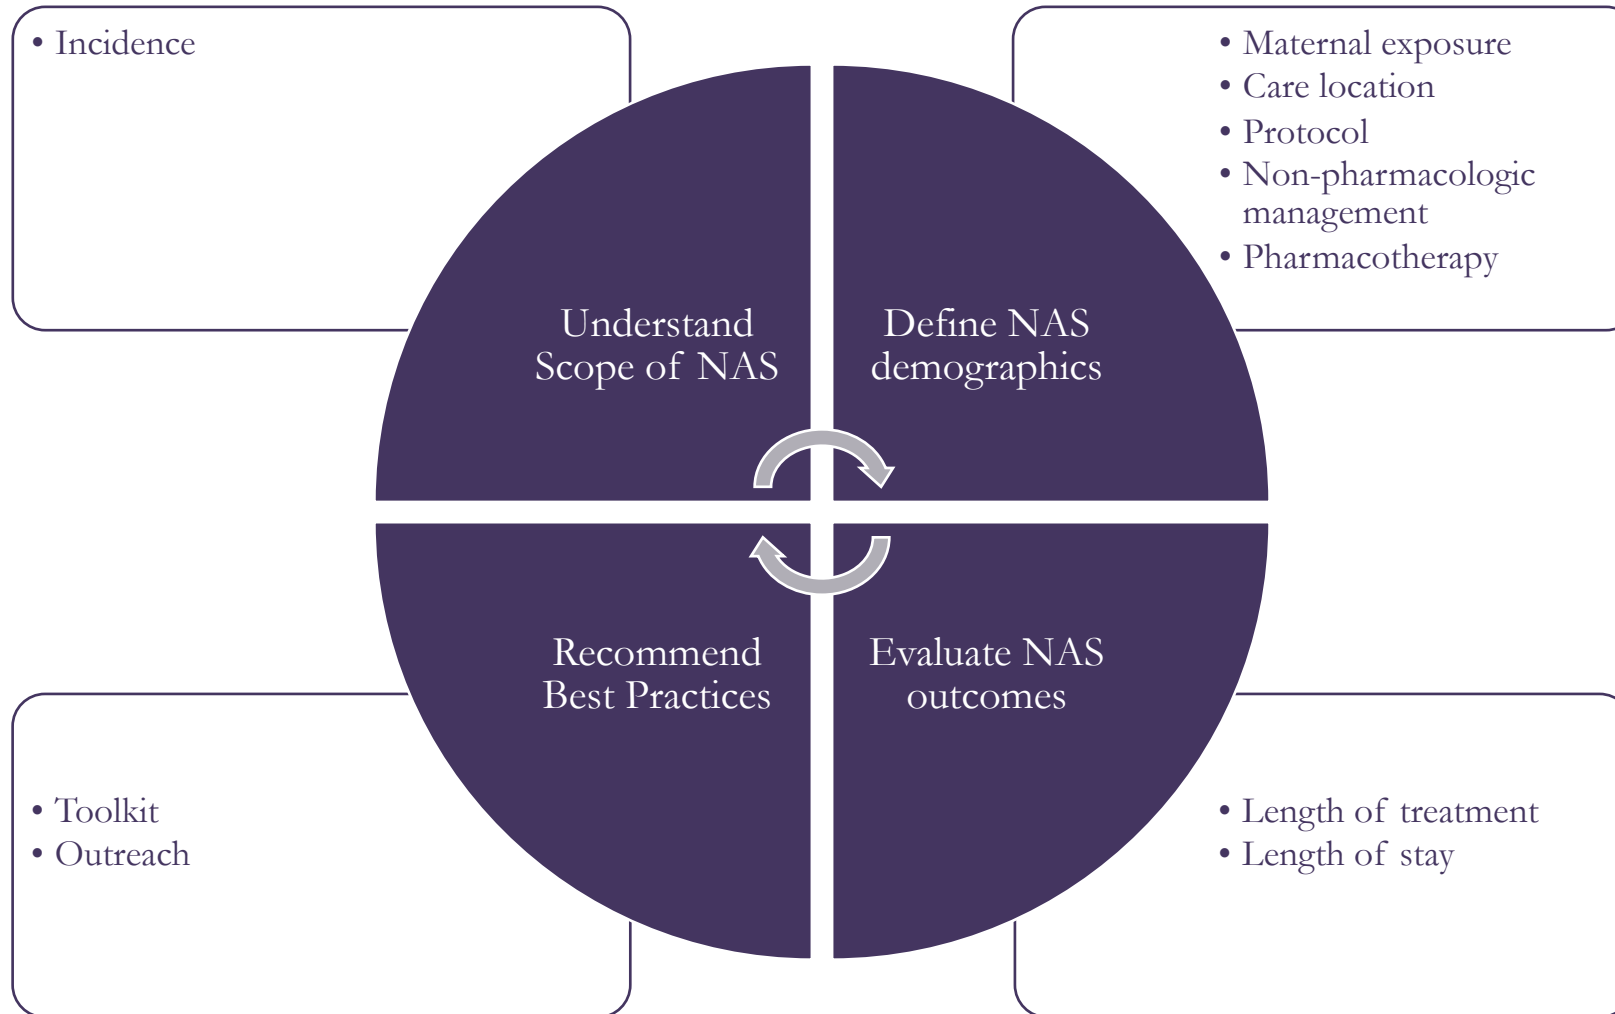 • Incidence
• Maternal exposure
• Care location
• Protocol
• Non-pharmacologic
management
• Pharmacotherapy
Understand
Scope of NAS
Define NAS
demographics
Recommend
Best Practices
Evaluate NAS
outcomes
• Toolkit
• Outreach
• Length of treatment
• Length of stay